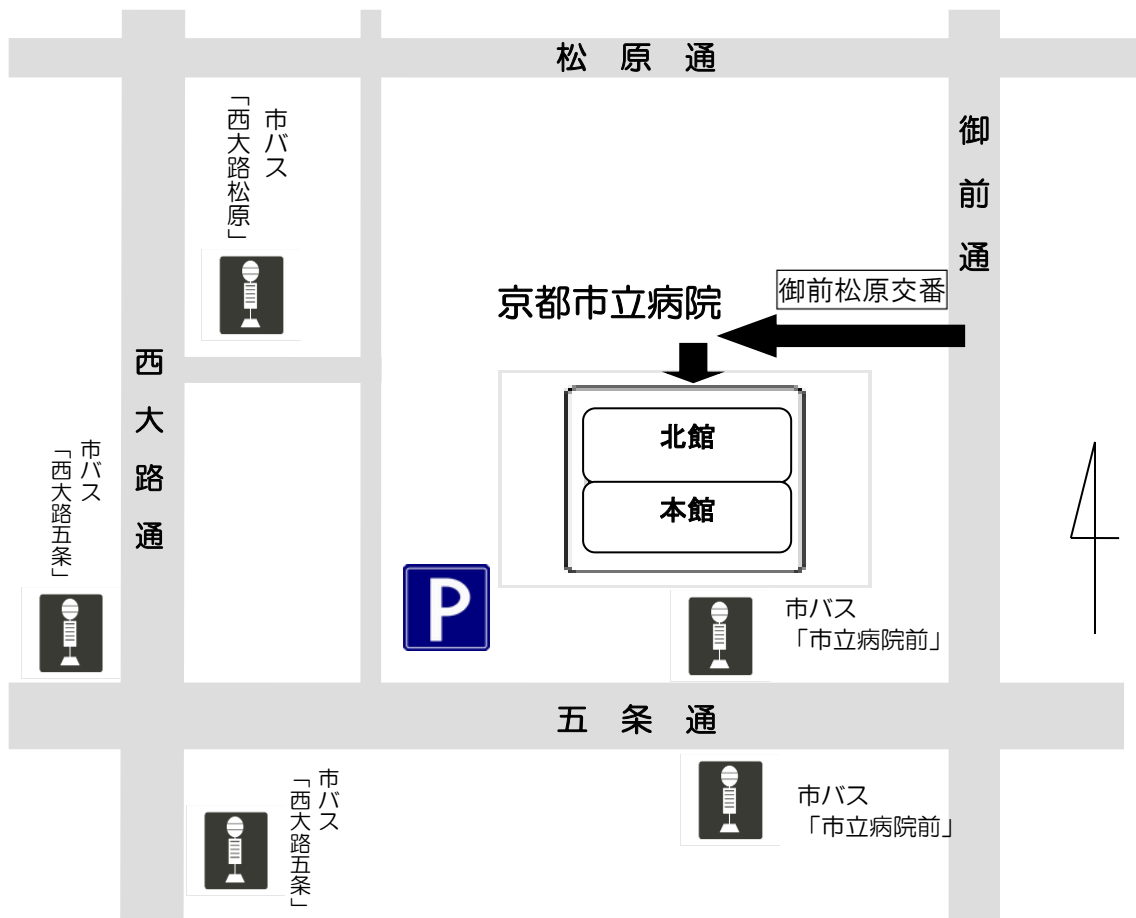 松原通
市バス
「西大路松原」
御前通
御前松原交番
京都市立病院
西大路通
北館
本館
市バス
「西大路五条」
P
市バス
「市立病院前」
五条通
市バス
「西大路五条」
市バス
「市立病院前」